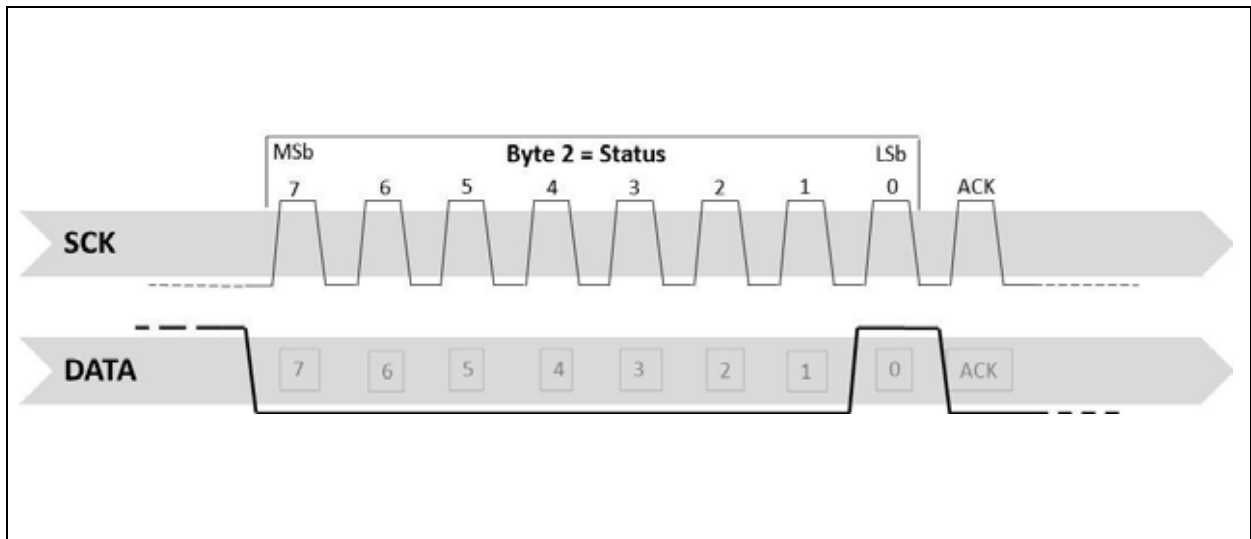 MSb Byte 2 = Status LSb
7 6 5 4 3 2 1 0 ACK
SCK
DATA 7 6 5 4 3 2 1 0 ACK